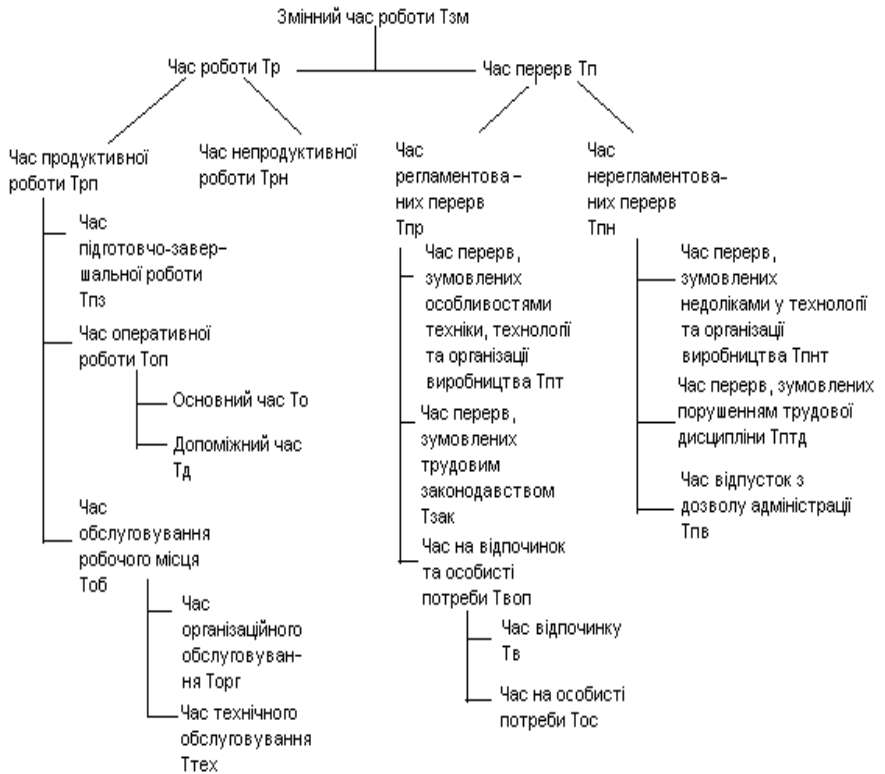 Змінний час роботи Тзм
Час роботи Тр
Час перерв Тп
Час продуктивної
роботи Трп
Час непродуктивної
роботи Трн
Час
регламентова –
них перерв
Тпр
Час
нерегламентова-
них перерв
Тпн
Час
підготовчо-завер-
шальної роботи
Тпз
Час оперативної
роботи Топ
Основний час То
Допоміжний час
Тд
Час
обслуговування
робочого місця
Тоб
Час
організаційного
обслуговуван-
ня Торг
Час технічного
обслуговування
Ттех
Час перерв,
зумовлених
особливостями
техніки, технології
та організації
виробництва Тпт
Час перерв,
зумовлених
трудовим
законодавством
Тзак
Час на відпочинок
та особисті
потреби Твоп
Час відпочинку
Тв
Час на особисті
потреби Тос
Час перерв,
зумовлених
недоліками у технології
та організації
виробництва Тпнт
Час перерв, зумовлених
порушенням трудової
дисципліни Тптд
Час відпусток з
дозволу адміністрації
Тпв